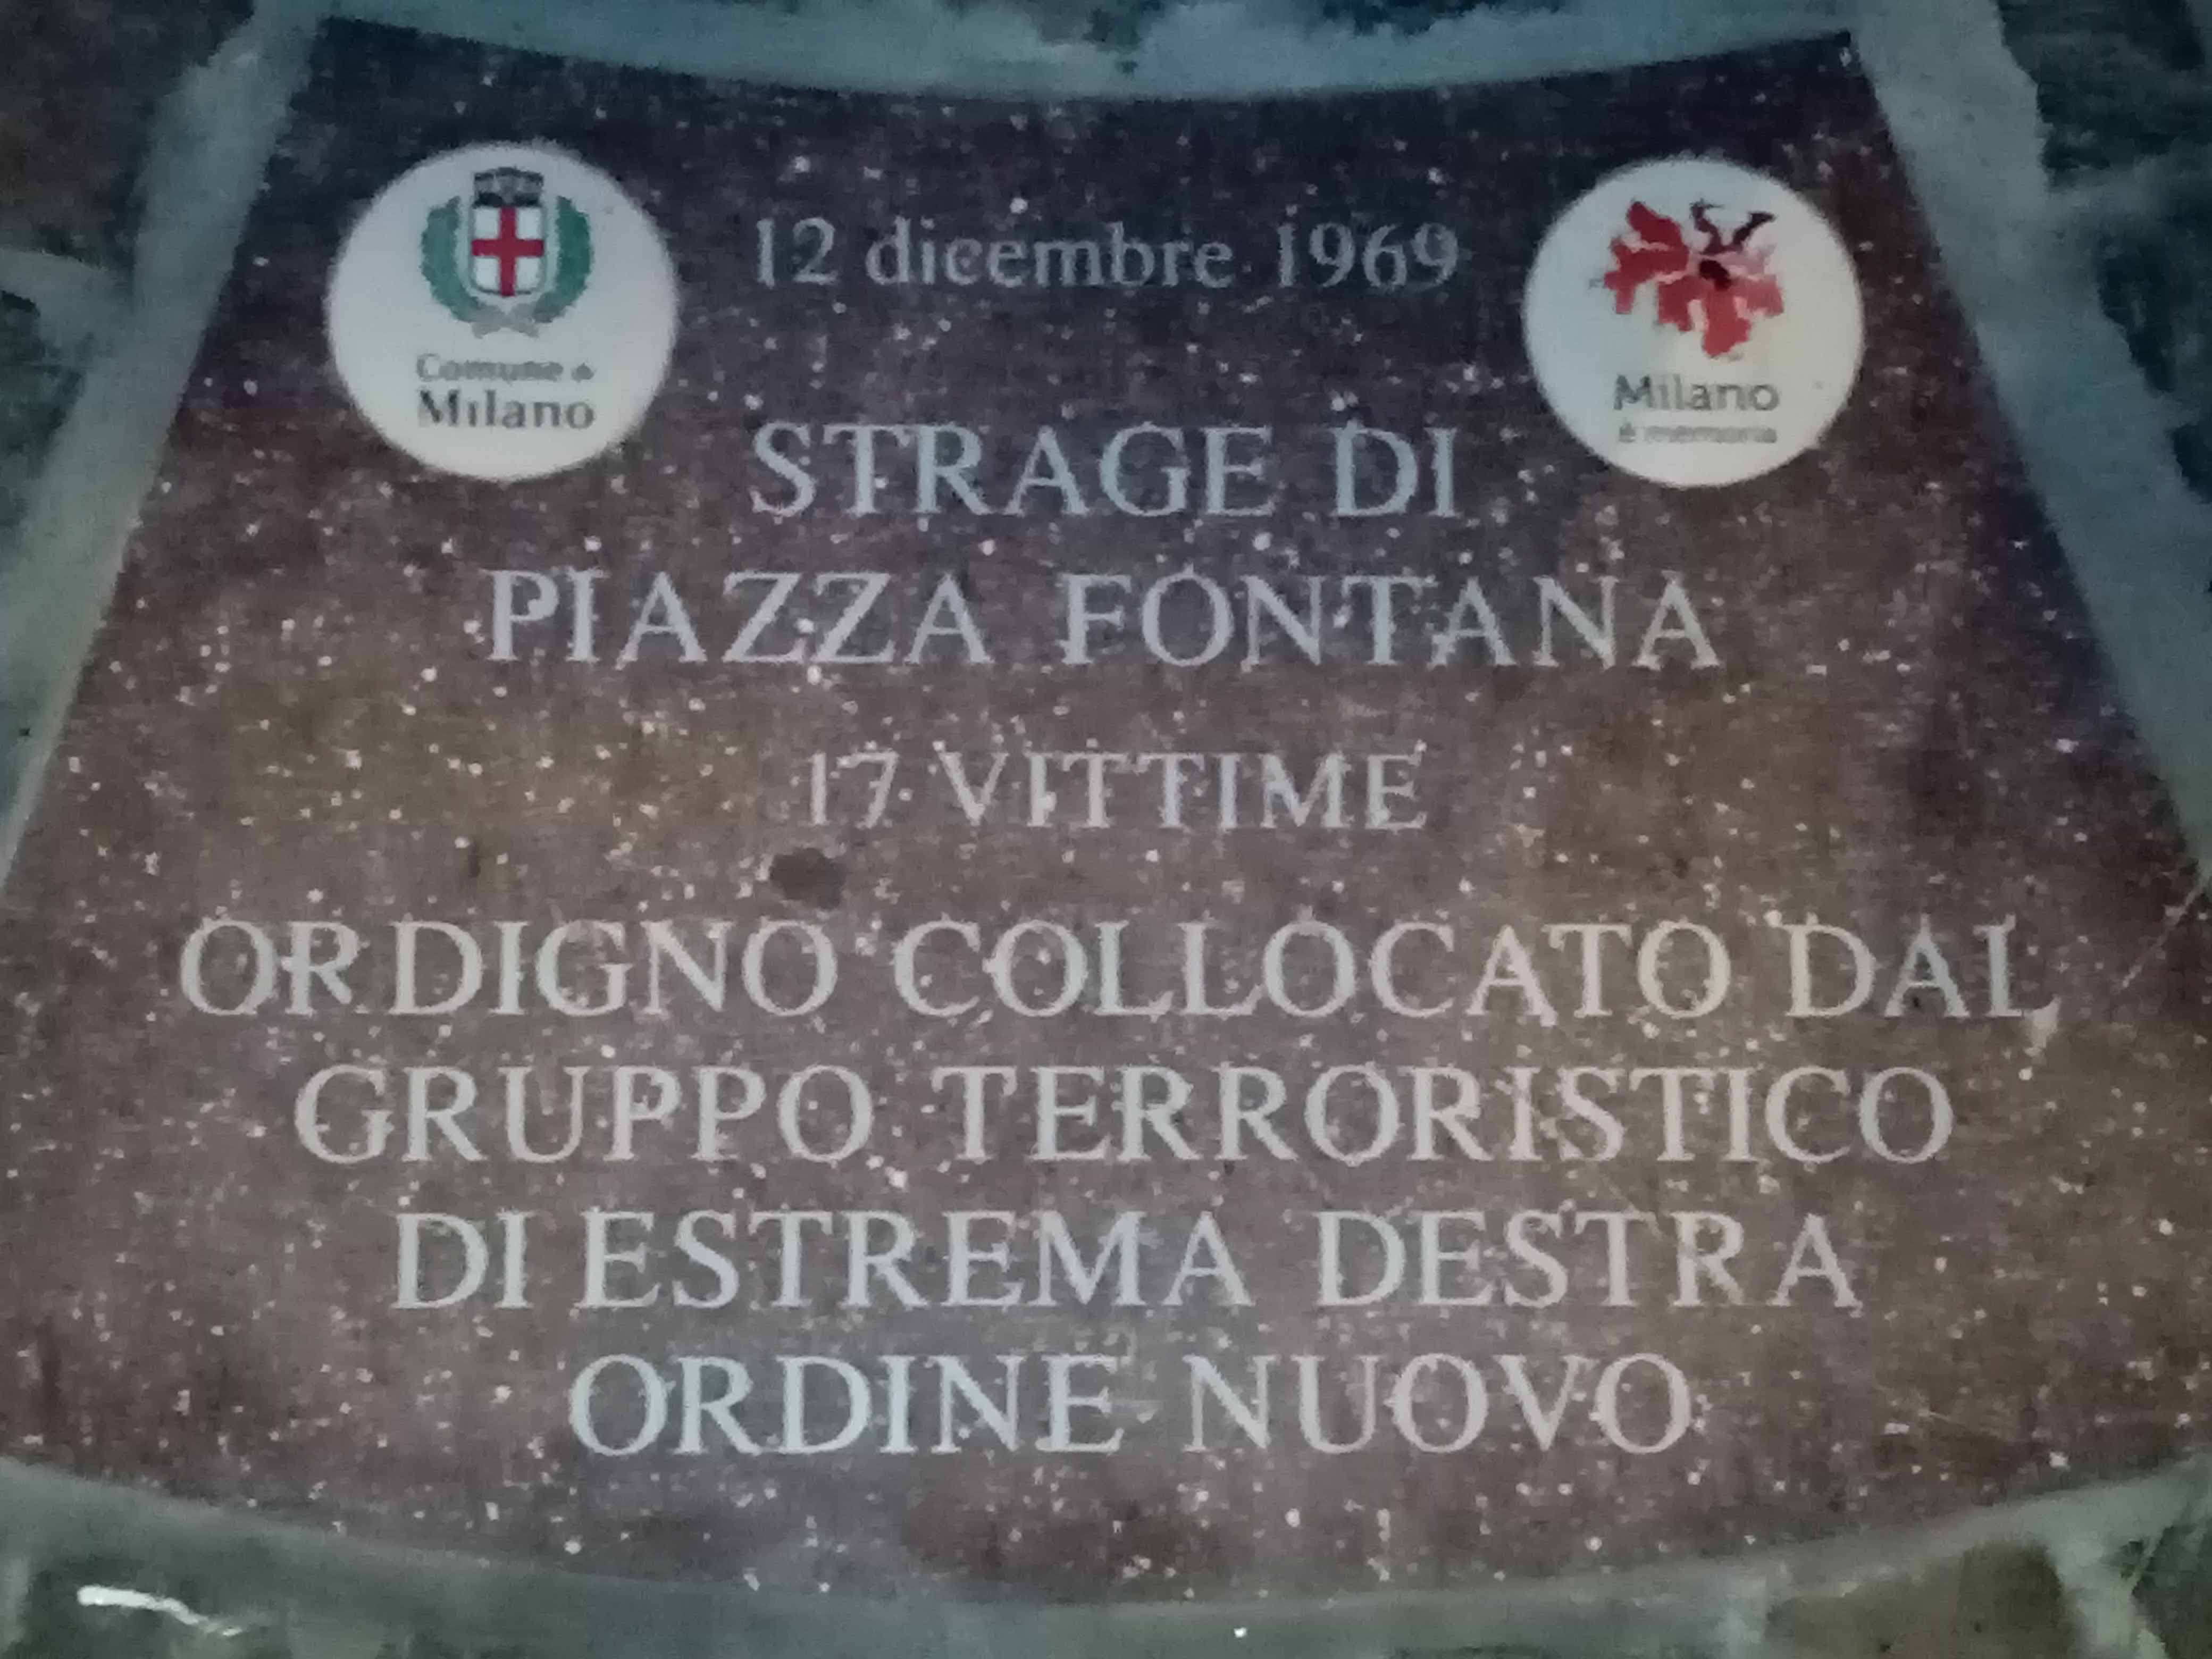 12 dicembre 1969
Comune di
Milano
Milano
è memoria
STRAGE DI
PIAZZA FONTANA
17 VITTIME
ORDIGNO COLLOCATO DAL
GRUPPO TERRORISTICO
DI ESTREMA DESTRA
ORDINE NUOVO